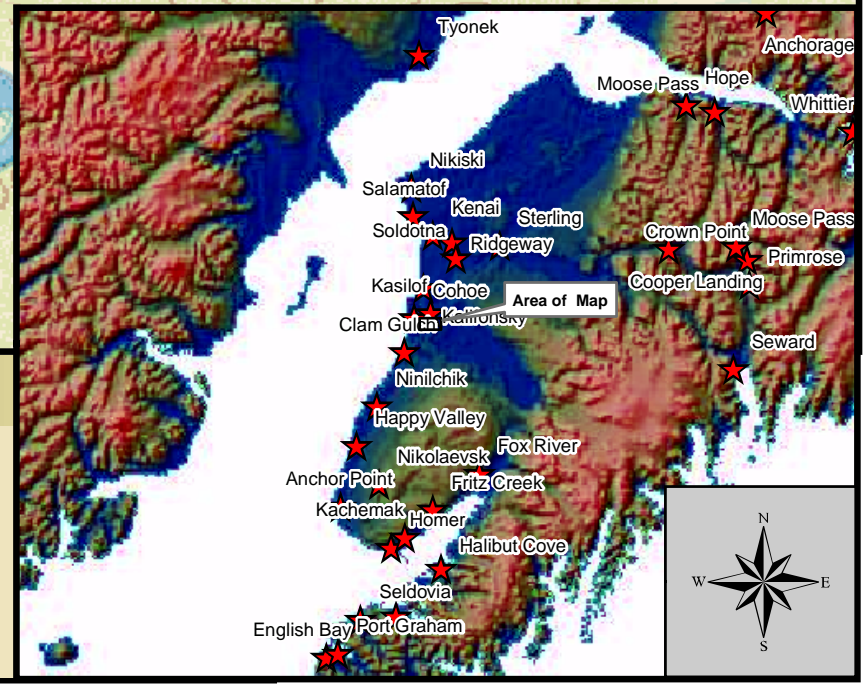 Tyonek
Anchorage
Moose Pass
Hope
Whittier
Nikiski
Salamatof
Kenai
Sterling
Soldotna
Ridgeway
Crown Point
Moose Pass
Primrose
Cooper Landing
Kasilof
Cohoe
Area of Map
Clam Gulch
Kalifonsky
Seward
Ninilchik
Happy Valley
Fox River
Nikolaevsk
Anchor Point
Fritz Creek
Kachemak
Homer
Halibut Cove
Seldovia
English Bay
Port Graham
N
W
E
S